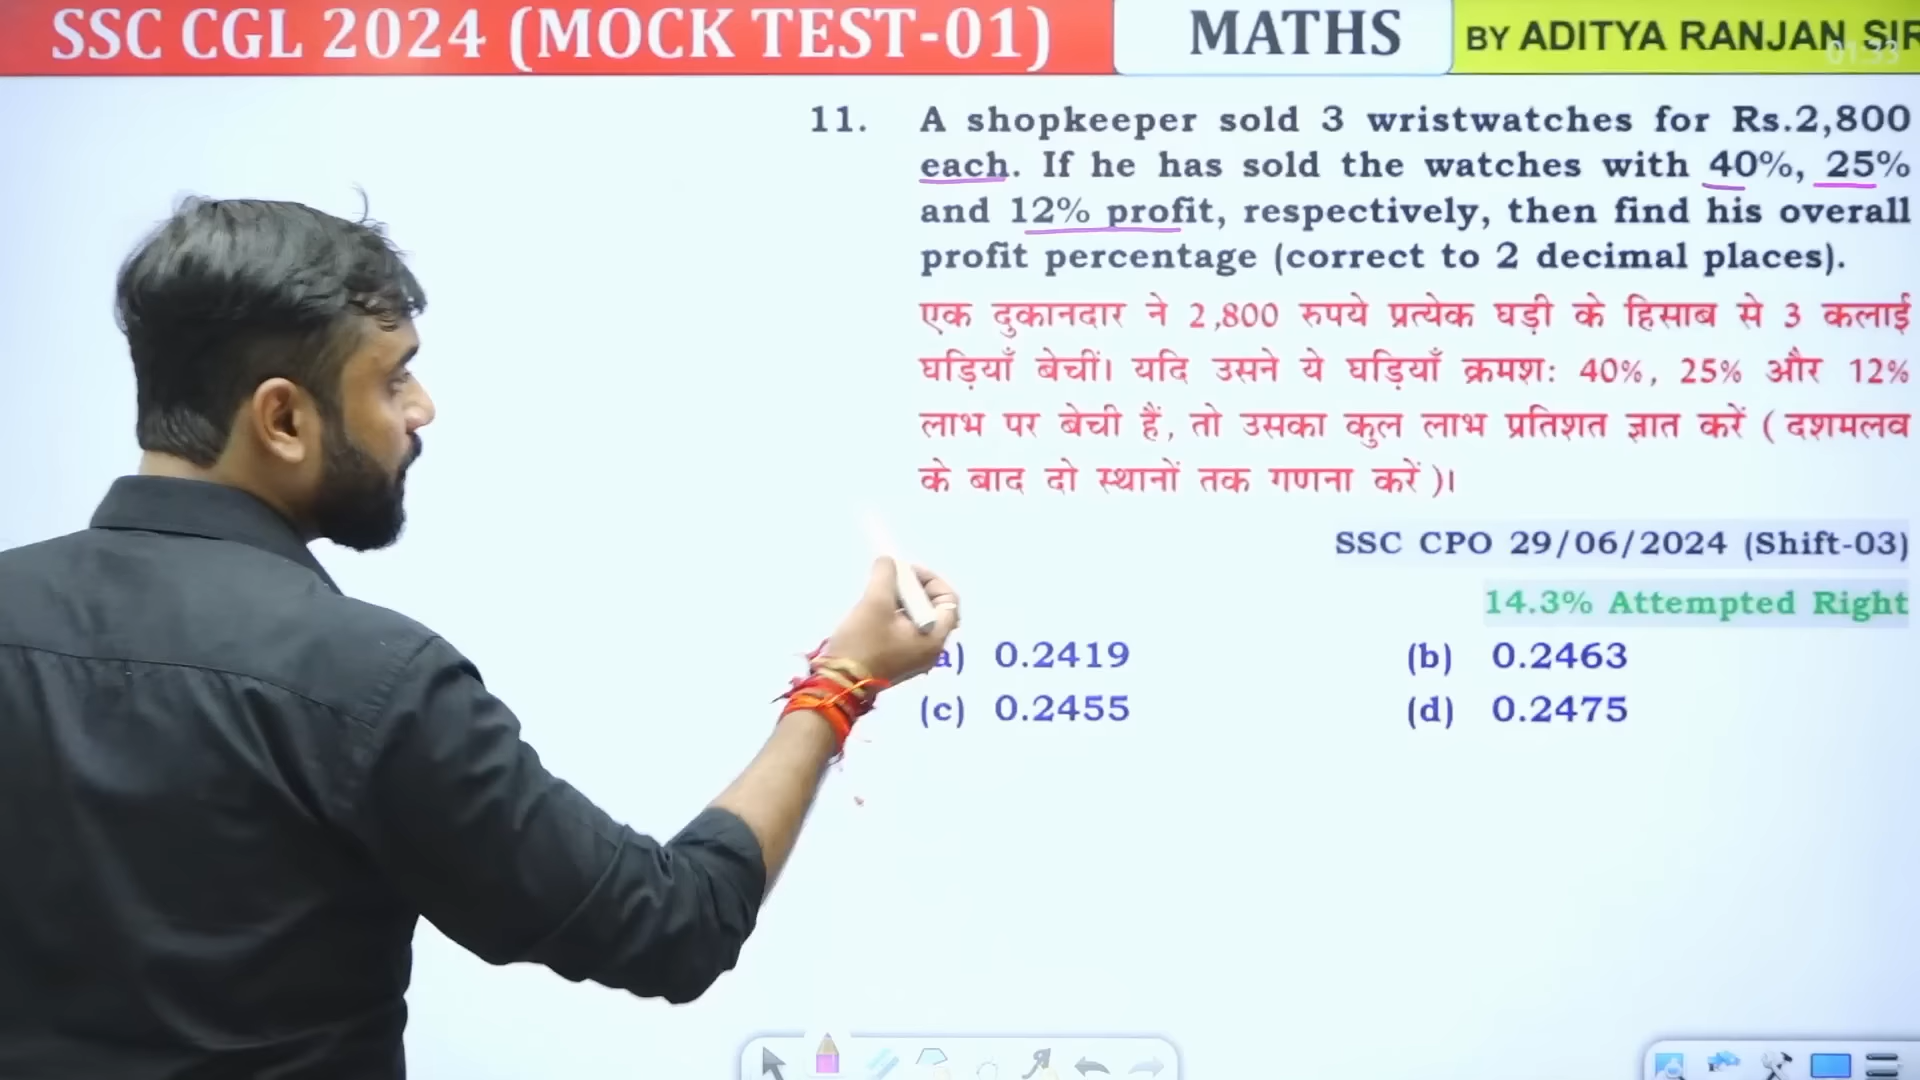 SSC CGL 2024 (MOCK TEST-01)
MATHS
BY ADITYA RANJAN SIR
01:33
11. A shopkeeper sold 3 wristwatches for Rs.2,800
each. If he has sold the watches with 40%, 25%
and 12% profit, respectively, then find his overall
profit percentage (correct to 2 decimal places).
एक दुकानदार ने 2,800 रुपये प्रत्येक घड़ी के हिसाब से 3 कलाई
घड़ियाँ बेचीं। यदि उसने ये घड़ियाँ क्रमश: 40%, 25% और 12%
लाभ पर बेची हैं, तो उसका कुल लाभ प्रतिशत ज्ञात करें (दशमलव
के बाद दो स्थानों तक गणना करें)।
SSC CPO 29/06/2024 (Shift-03)
14.3% Attempted Right
a) 0.2419 (b) 0.2463
(c) 0.2455 (d) 0.2475